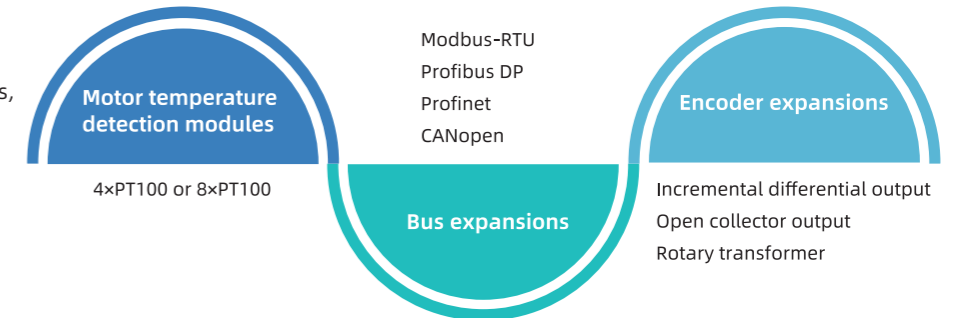 s,
Motor temperature
detection modules
4×PT100 or 8×PT100
Modbus-RTU
Profibus DP
Profinet
CANopen
Bus expansions
Encoder expansions
Incremental differential output
Open collector output
Rotary transformer